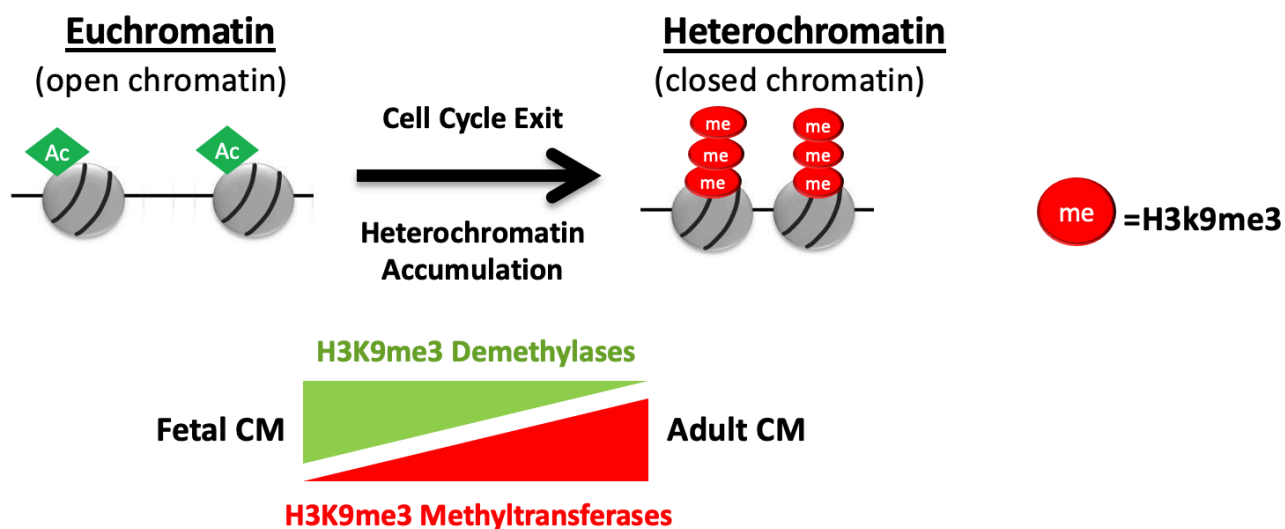 Euchromatin
(open chromatin)
Heterochromatin
(closed chromatin)
Ac
Ac
Cell Cycle Exit
Heterochromatin
Accumulation
me
me
me
me
me
me
me
=H3k9me3
H3K9me3 Demethylases
Fetal CM
Adult CM
H3K9me3 Methyltransferases